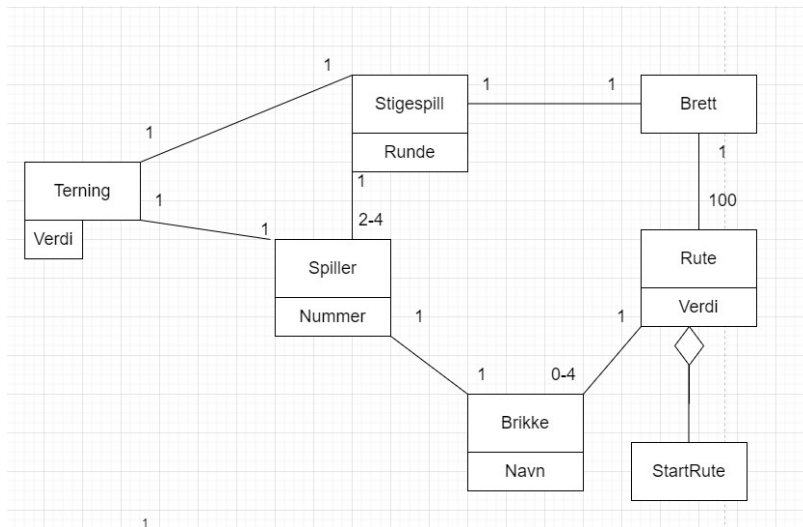 1
Stigespill
1
1
Brett
1
Runde
1
Terning
1
1
100
Verdi
1
2-4
Spiller
Rute
Nummer
1
1
Verdi
1
0-4
Brikke
Navn
StartRute
1